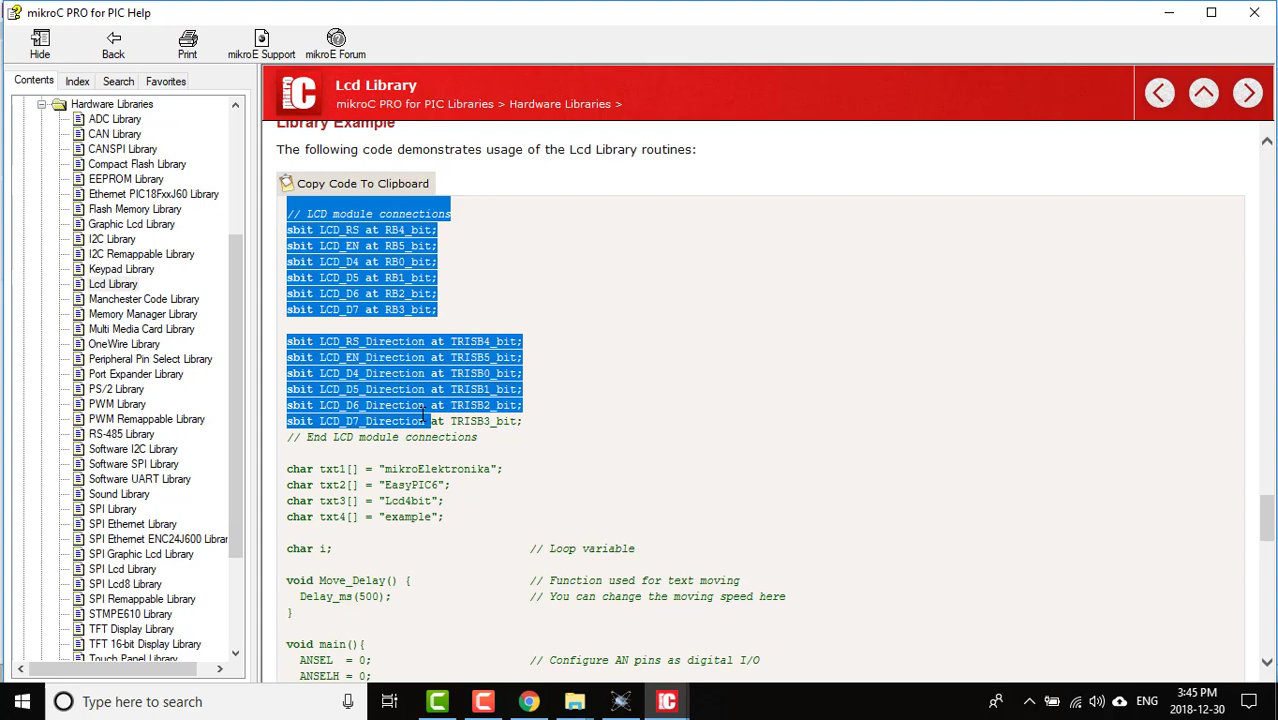 mikroC PRO for PIC Help
Hide
Back
Print
mikroE Support
mikroE Forum
Contents
Index
Search
Favorites
Hardware Libraries
ADC Library
CAN Library
CANSPI Library
Compact Flash Library
EEPROM Library
Ethernet PIC18FxxJ60 Library
Flash Memory Library
Graphic Lcd Library
I2C Library
I2C Remappable Library
Keypad Library
Lcd Library
Manchester Code Library
Memory Manager Library
Multi Media Card Library
OneWire Library
Peripheral Pin Select Library
Port Expander Library
PS/2 Library
PWM Library
PWM Remappable Library
RS-485 Library
Software I2C Library
Software SPI Library
Software UART Library
Sound Library
SPI Library
SPI Ethernet Library
SPI Ethernet ENC24J600 Librar
SPI Graphic Lcd Library
SPI Lcd Library
SPI Lcd8 Library
SPI Remappable Library
STMPE610 Library
TFT Display Library
TFT 16-bit Display Library
Touch Panel Library
Lcd Library
mikroC PRO for PIC Libraries > Hardware Libraries >
Library Example
The following code demonstrates usage of the Lcd Library routines:
Copy Code To Clipboard
// LCD module connections
sbit LCD_RS at RB4_bit;
sbit LCD_EN at RB5_bit;
sbit LCD_D4 at RB0_bit;
sbit LCD_D5 at RB1_bit;
sbit LCD_D6 at RB2_bit;
sbit LCD_D7 at RB3_bit;
sbit LCD_RS_Direction at TRISB4_bit;
sbit LCD_EN_Direction at TRISB5_bit;
sbit LCD_D4_Direction at TRISB0_bit;
sbit LCD_D5_Direction at TRISB1_bit;
sbit LCD_D6_Direction at TRISB2_bit;
sbit LCD_D7_Direction at TRISB3_bit;
// End LCD module connections
char txt1[] = "mikroElektronika";
char txt2[] = "EasyPIC6";
char txt3[] = "Lcd4bit";
char txt4[] = "example";
char i; // Loop variable
void Move_Delay() { // Function used for text moving
Delay_ms(500); // You can change the moving speed here
}
void main(){
ANSEL = 0; // Configure AN pins as digital I/O
ANSELH = 0;
Type here to search
ENG
3:45 PM
2018-12-30